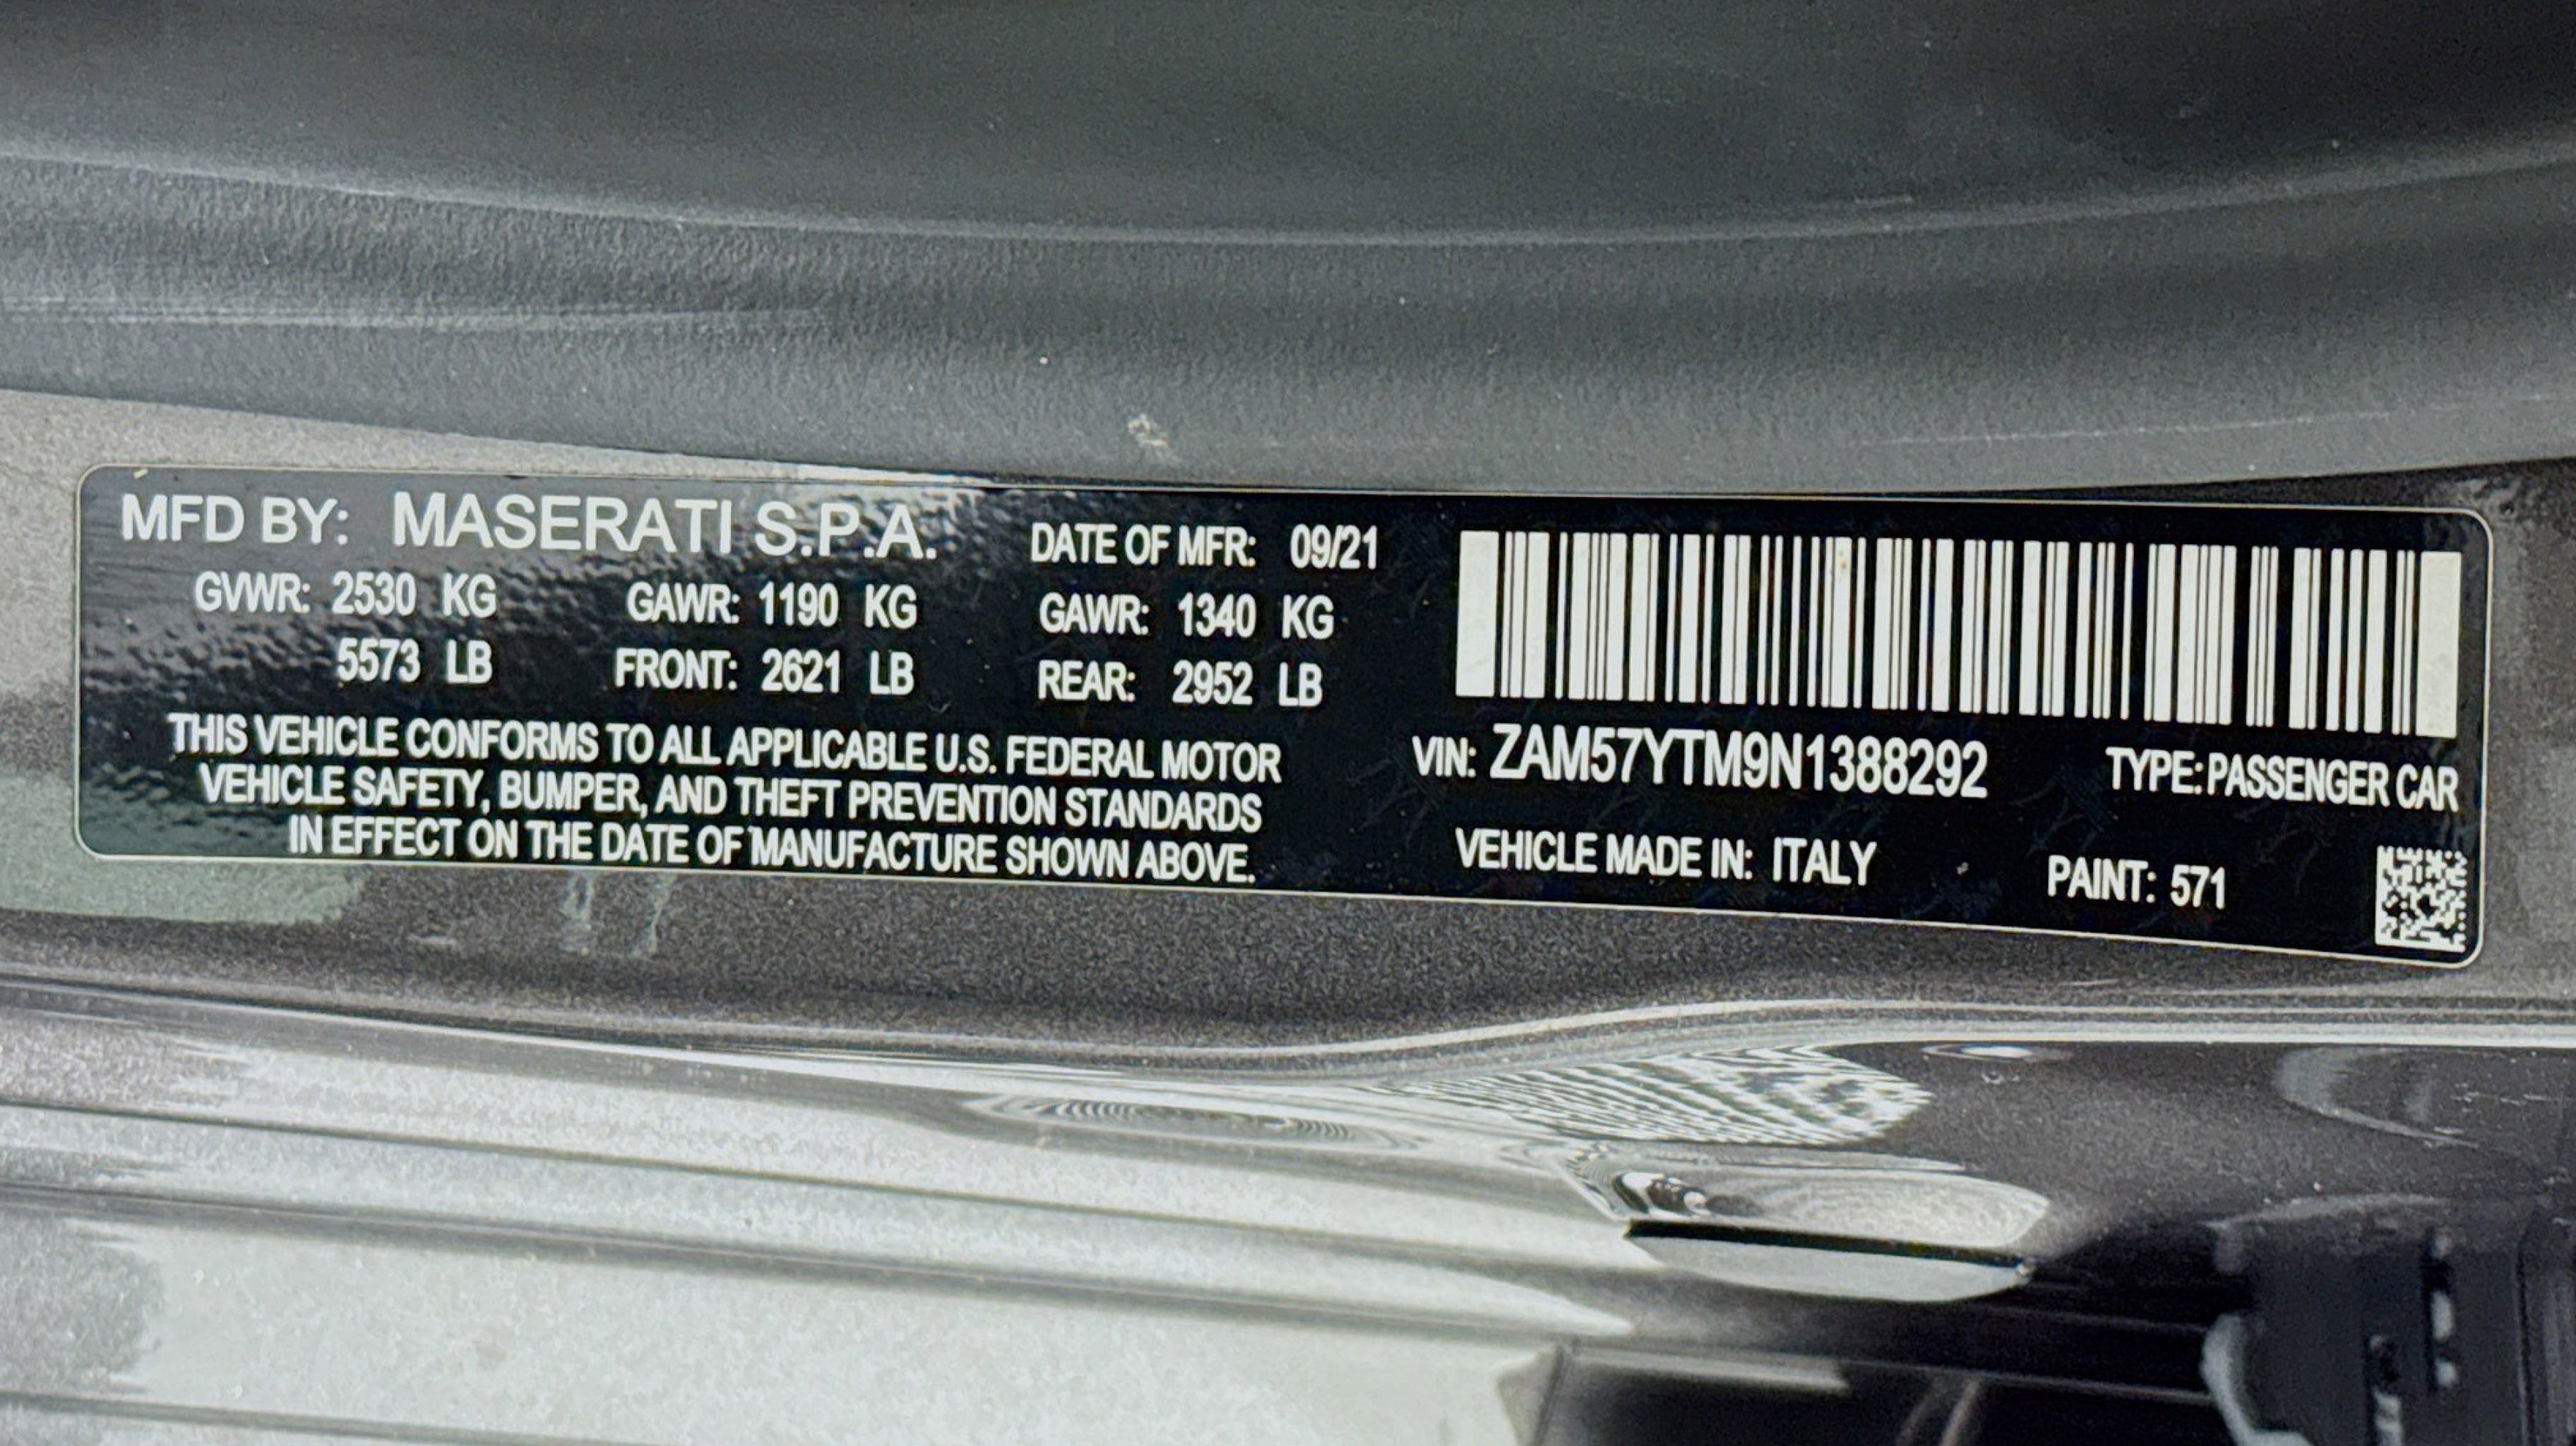 MFD BY: MASERATI S.P.A. DATE OF MFR: 09/21
GVWR: 2530 KG GAWR: 1190 KG GAWR: 1340 KG
5573 LB FRONT: 2621 LB REAR: 2952 LB
THIS VEHICLE CONFORMS TO ALL APPLICABLE U.S. FEDERAL MOTOR
VEHICLE SAFETY, BUMPER, AND THEFT PREVENTION STANDARDS
IN EFFECT ON THE DATE OF MANUFACTURE SHOWN ABOVE.
VIN: ZAM57YTM9N1388292 TYPE: PASSENGER CAR
VEHICLE MADE IN: ITALY PAINT: 571